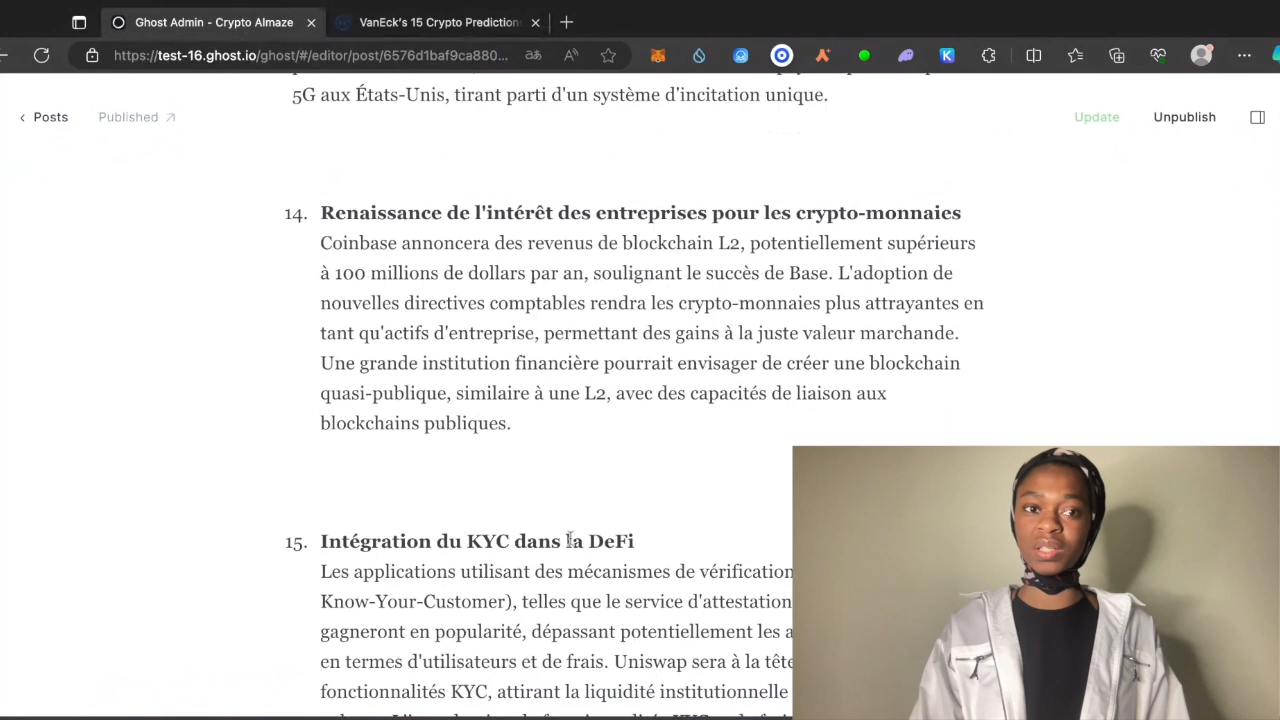 Ghost Admin - Crypto Almaze
VanEck's 15 Crypto Prediction
https://test-16.ghost.io/ghost/#/editor/post/6576d1baf9ca880...
5G aux États-Unis, tirant parti d'un système d'incitation unique.
Posts
Published
Update
Unpublish
14. Renaissance de l'intérêt des entreprises pour les crypto-monnaies
Coinbase annoncera des revenus de blockchain L2, potentiellement supérieurs
à 100 millions de dollars par an, soulignant le succès de Base. L'adoption de
nouvelles directives comptables rendra les crypto-monnaies plus attrayantes en
tant qu'actifs d'entreprise, permettant des gains à la juste valeur marchande.
Une grande institution financière pourrait envisager de créer une blockchain
quasi-publique, similaire à une L2, avec des capacités de liaison aux
blockchains publiques.
15. Intégration du KYC dans la DeFi
Les applications utilisant des mécanismes de vérification
Know-Your-Customer), telles que le service d'attestation
gagneront en popularité, dépassant potentiellement les a
en termes d'utilisateurs et de frais. Uniswap sera à la tête
fonctionnalités KYC, attirant la liquidité institutionnelle